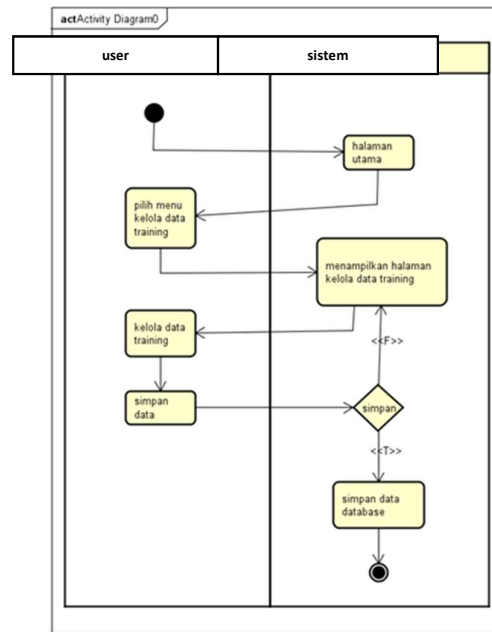 actActivity Diagram0
user
sistem
halaman
utama
pilih menu
kelola data
training
menampilkan halaman
kelola data training
kelola data
training
<<F>>
simpan
data
simpan
<<T>>
simpan data
database